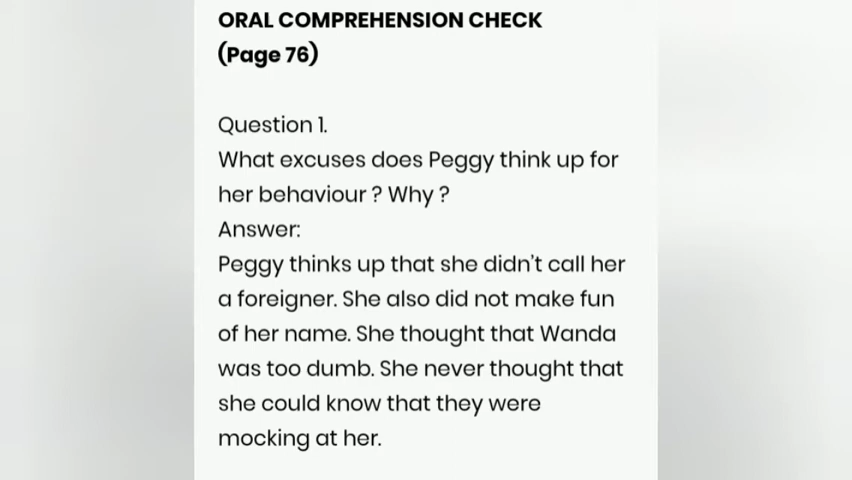 ORAL COMPREHENSION CHECK
(Page 76)
Question 1.
What excuses does Peggy think up for
her behaviour ? Why ?
Answer:
Peggy thinks up that she didn't call her
a foreigner. She also did not make fun
of her name. She thought that Wanda
was too dumb. She never thought that
she could know that they were
mocking at her.